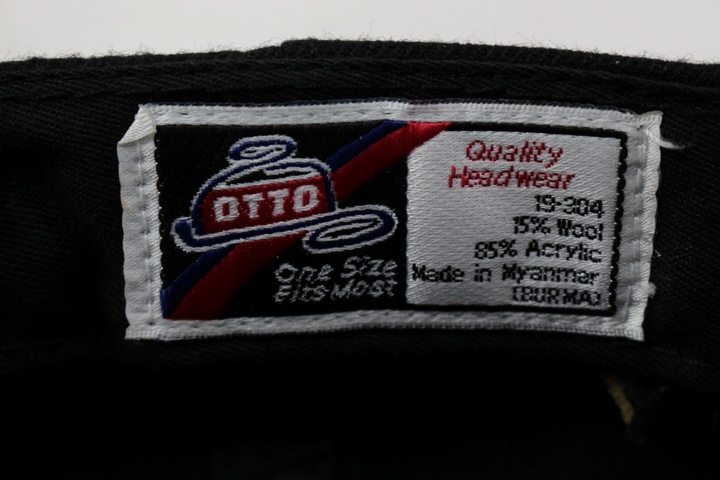 OTTO
One Size
Fits Most
Quality
Headwear
19-304
15% Wool
85% Acrylic
Made in Myanmar
(BURMA)